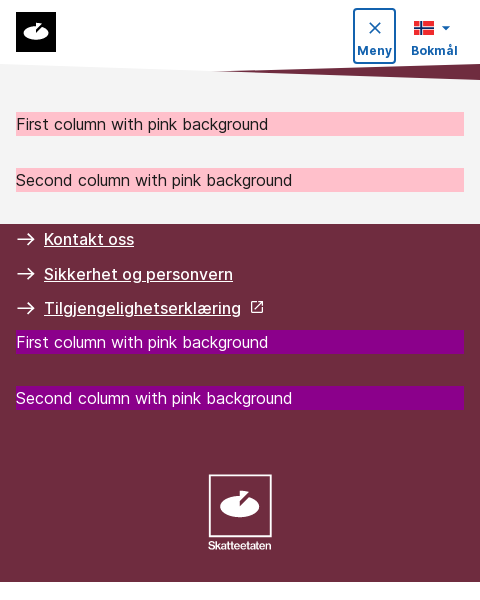 Meny
Bokmål
First column with pink background
Second column with pink background
Kontakt oss
Sikkerhet og personvern
Tilgjengelighetserklæring
First column with pink background
Second column with pink background
Skatteetaten